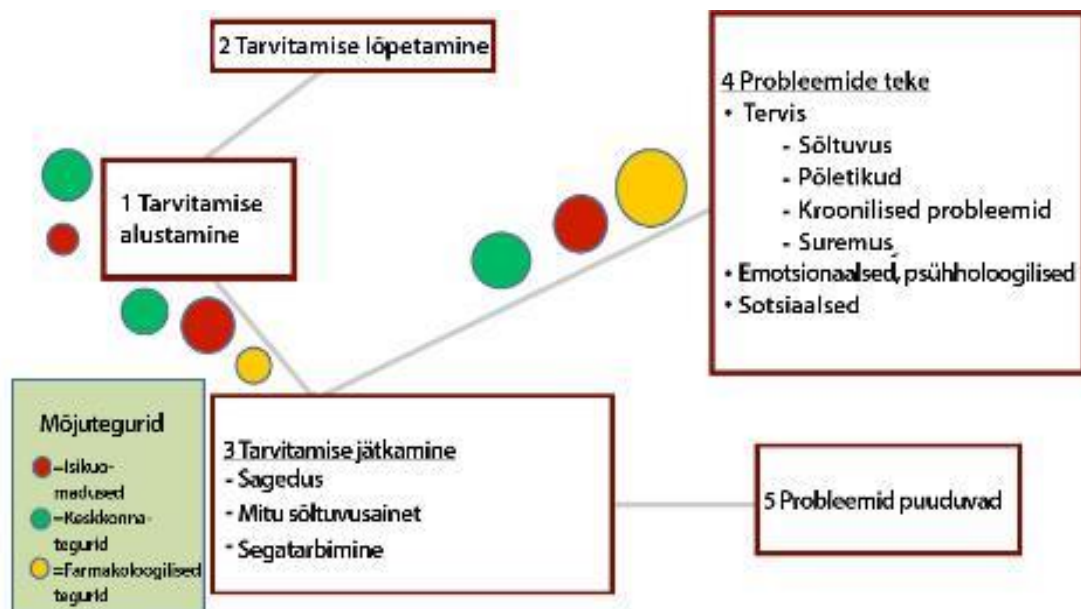 2 Tarvitamise lõpetamine
1 Tarvitamise
alustamine
4 Probleemide teke
• Tervis
- Sõltuvus
- Põletikud
- Kroonilised probleemid
- Suremus
• Emotsionaalsed, psühholoogilised
• Sotsiaalsed
Mõjutegurid
=Isikuo-
madused
=Keskkonna-
tegurid
=Farmakoloogilised
tegurid
3 Tarvitamise jätkamine
- Sagedus
- Mitu sõltuvusainet
- Segatarbimine
5 Probleemid puuduvad